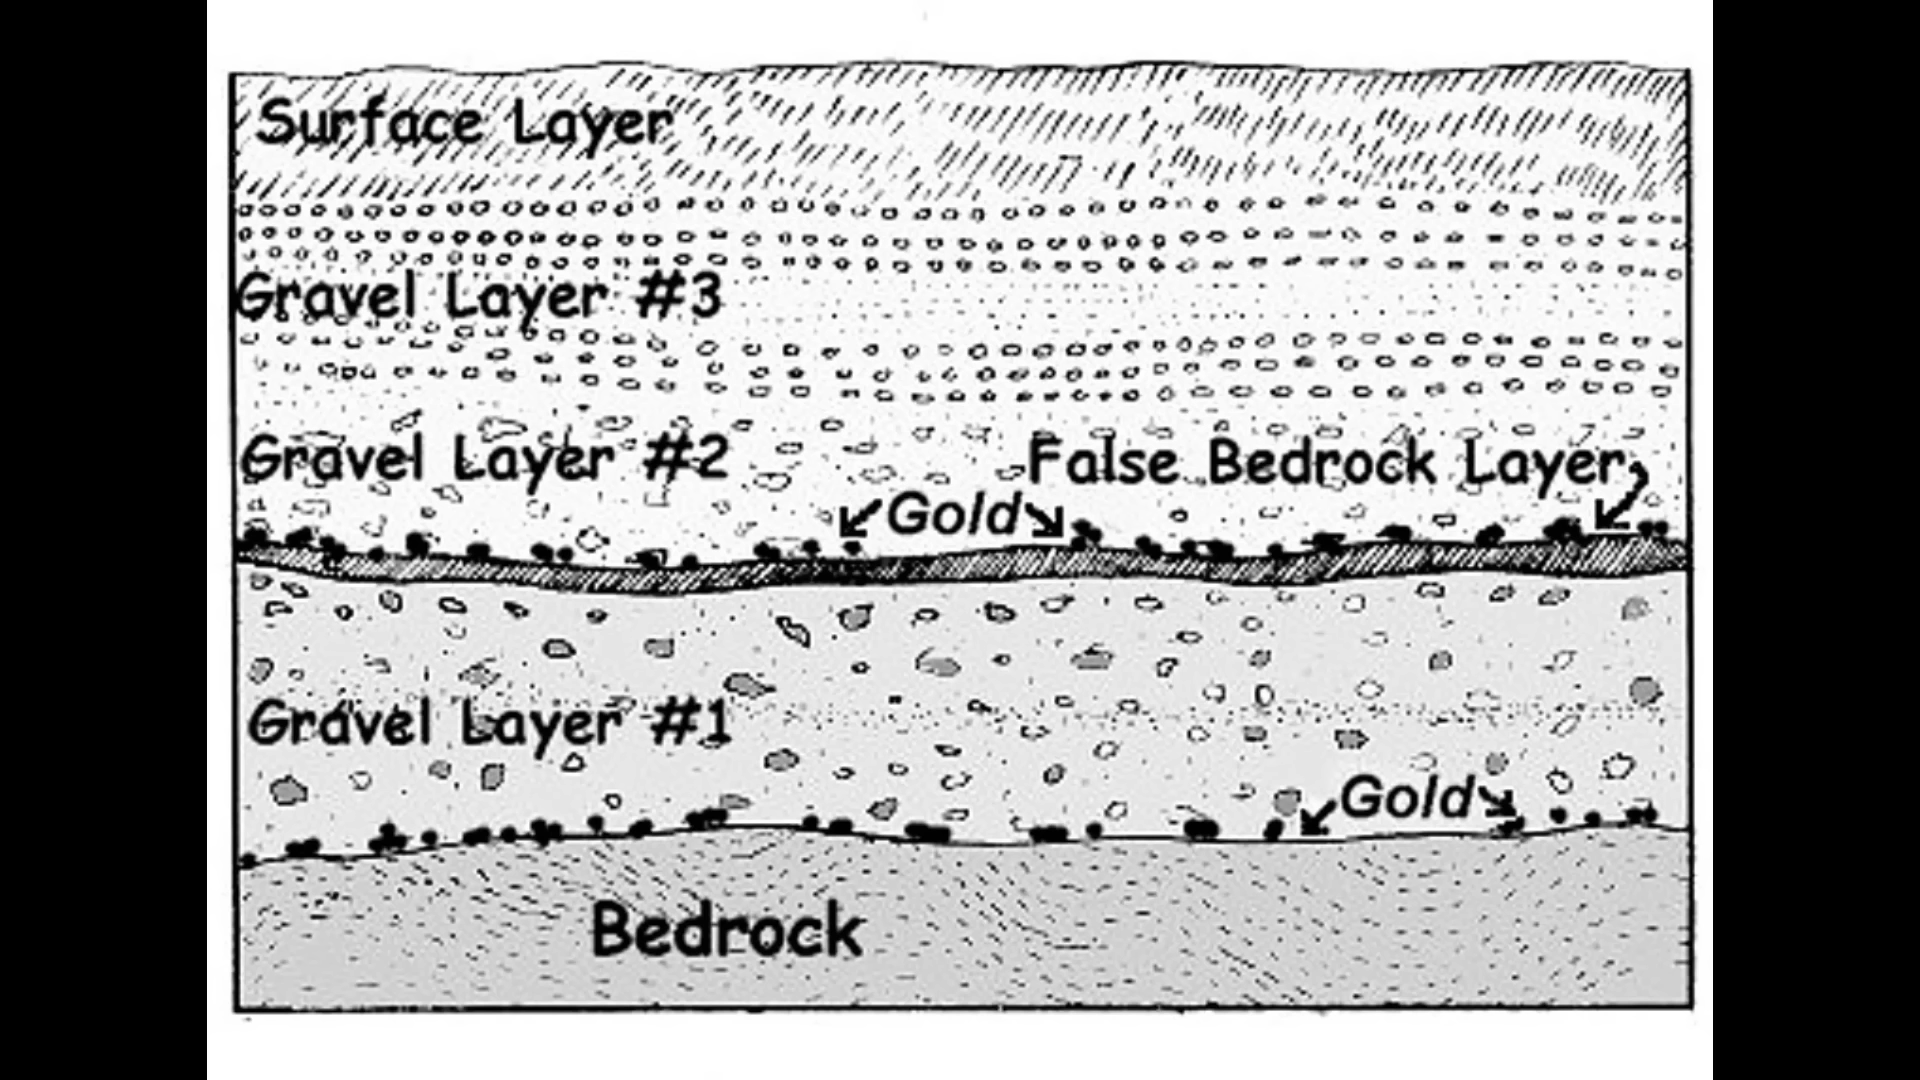 Surface Layer
Gravel Layer #3
Gravel Layer #2
False Bedrock Layer
Gold
Gravel Layer #1
Gold
Bedrock